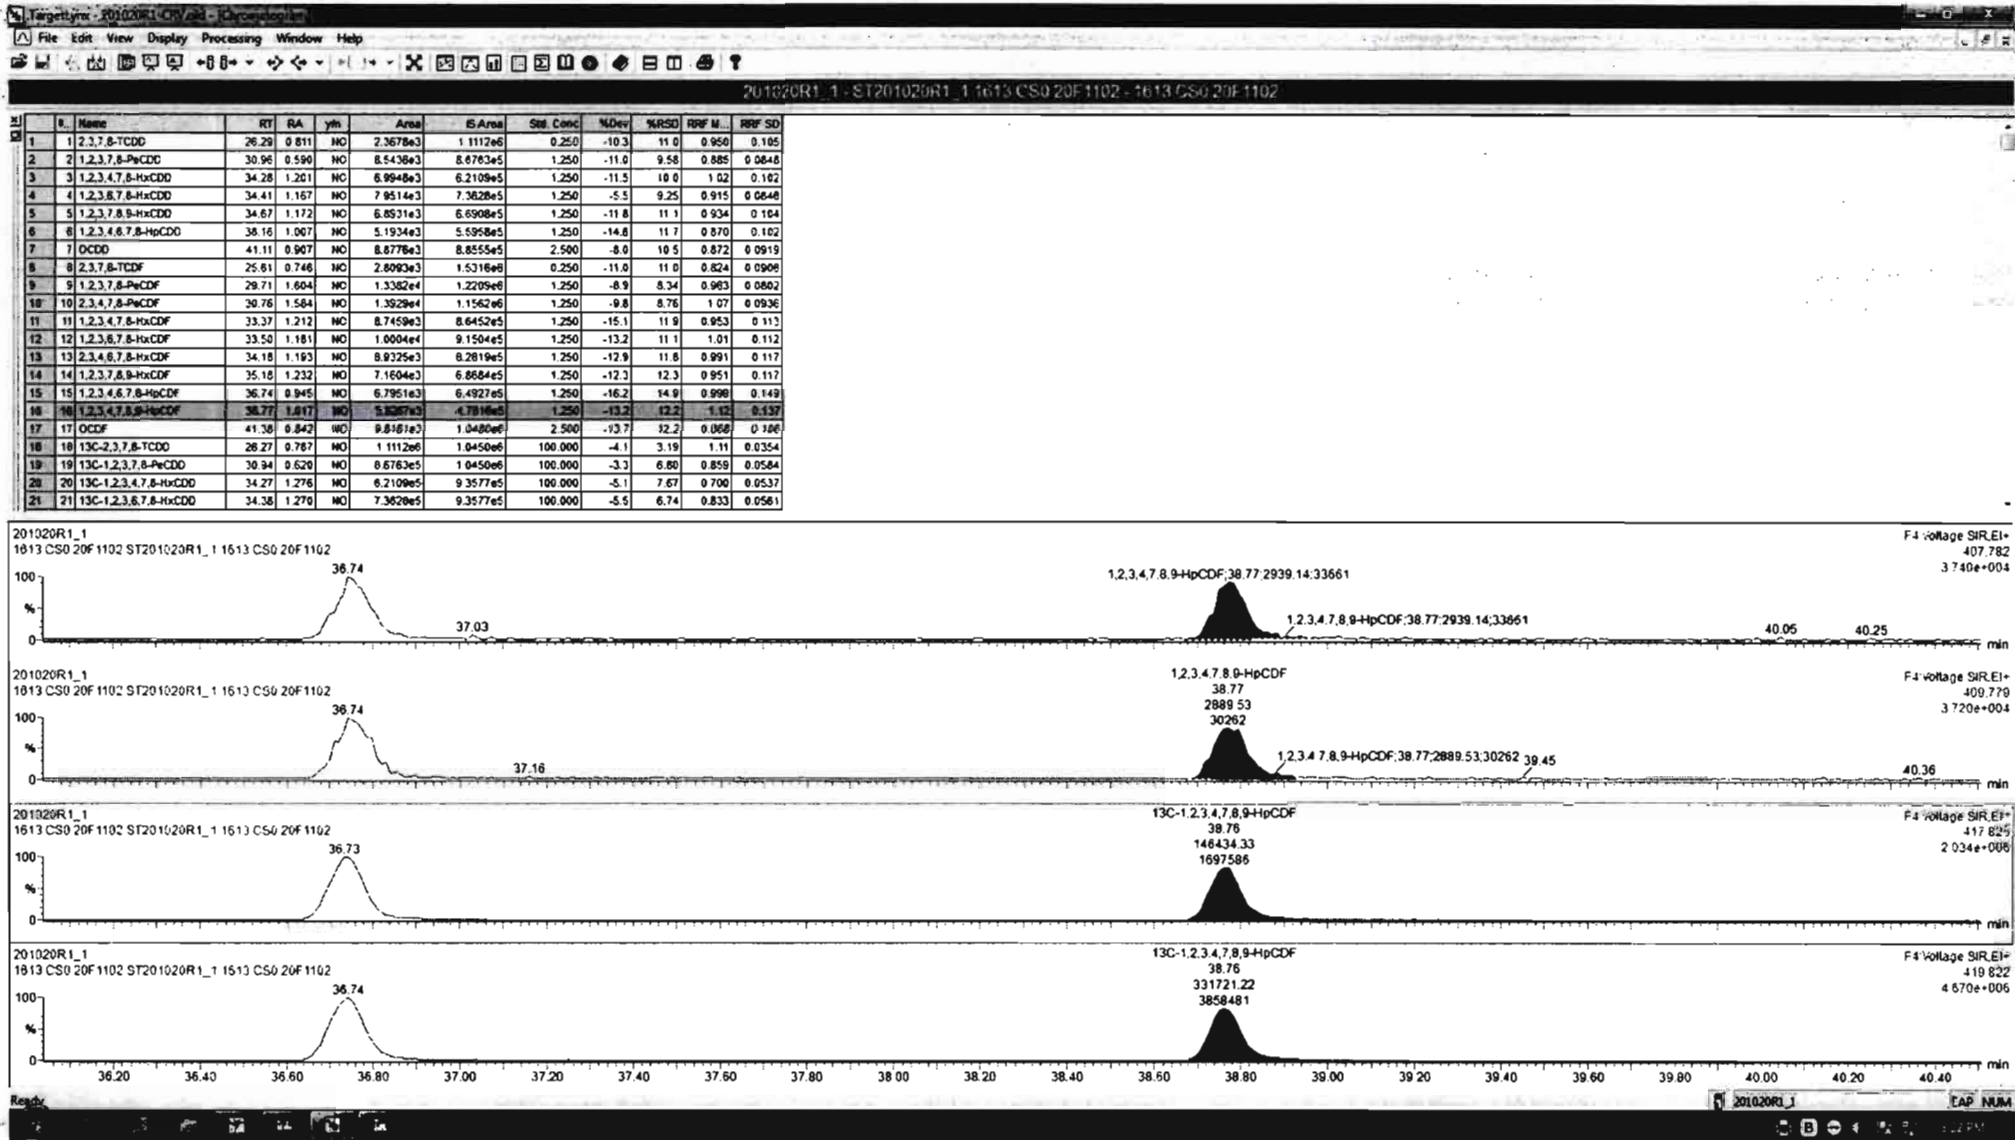 TargetLynx - 201020R1-CRV.qld - [Chromatogram]
File Edit View Display Processing Window Help
201020R1_1 - ST201020R1_1 1613 CS0 20F1102 - 1613 CS0 20F1102
#.. Name RT RA y/n Area IS Area Std. Conc %Dev %RSD RRF M... RRF SD
1 1 2,3,7,8-TCDD 26.29 0.811 NO 2.3678e3 1.1112e6 0.250 -10.3 11.0 0.950 0.105
2 2 1,2,3,7,8-PeCDD 30.96 0.590 NO 8.5436e3 8.6763e5 1.250 -11.0 9.58 0.885 0.0848
3 3 1,2,3,4,7,8-HxCDD 34.28 1.201 NO 6.9948e3 6.2109e5 1.250 -11.5 10.0 1.02 0.102
4 4 1,2,3,6,7,8-HxCDD 34.41 1.167 NO 7.9514e3 7.3628e5 1.250 -5.5 9.25 0.915 0.0846
5 5 1,2,3,7,8,9-HxCDD 34.67 1.172 NO 6.8931e3 6.6908e5 1.250 -11.8 11.1 0.934 0.104
6 6 1,2,3,4,6,7,8-HpCDD 38.16 1.007 NO 5.1934e3 5.5958e5 1.250 -14.6 11.7 0.870 0.102
7 7 OCDD 41.11 0.907 NO 8.8776e3 8.8555e5 2.500 -8.0 10.5 0.872 0.0919
8 8 2,3,7,8-TCDF 25.61 0.746 NO 2.8093e3 1.5316e6 0.250 -11.0 11.0 0.824 0.0906
9 9 1,2,3,7,8-PeCDF 29.71 1.604 NO 1.3382e4 1.2209e6 1.250 -8.9 8.34 0.963 0.0802
10 10 2,3,4,7,8-PeCDF 30.76 1.584 NO 1.3929e4 1.1562e6 1.250 -9.8 8.76 1.07 0.0936
11 11 1,2,3,4,7,8-HxCDF 33.37 1.212 NO 8.7459e3 8.6452e5 1.250 -15.1 11.9 0.953 0.113
12 12 1,2,3,6,7,8-HxCDF 33.50 1.181 NO 1.0004e4 9.1504e5 1.250 -13.2 11.1 1.01 0.112
13 13 2,3,4,6,7,8-HxCDF 34.18 1.193 NO 8.9325e3 8.2819e5 1.250 -12.9 11.8 0.991 0.117
14 14 1,2,3,7,8,9-HxCDF 35.18 1.232 NO 7.1604e3 6.8684e5 1.250 -12.3 12.3 0.951 0.117
15 15 1,2,3,4,6,7,8-HpCDF 36.74 0.945 NO 6.7951e3 6.4927e5 1.250 -16.2 14.9 0.998 0.149
16 16 1,2,3,4,7,8,9-HpCDF 38.77 1.017 NO 5.8287e3 4.7816e5 1.250 -13.2 12.2 1.12 0.137
17 17 OCDF 41.38 0.842 NO 9.8161e3 1.0480e6 2.500 -13.7 12.2 0.868 0.106
18 18 13C-2,3,7,8-TCDD 26.27 0.787 NO 1.1112e6 1.0450e6 100.000 -4.1 3.19 1.11 0.0354
19 19 13C-1,2,3,7,8-PeCDD 30.94 0.620 NO 8.6763e5 1.0450e6 100.000 -3.3 6.80 0.859 0.0584
20 20 13C-1,2,3,4,7,8-HxCDD 34.27 1.276 NO 6.2109e5 9.3577e5 100.000 -5.1 7.67 0.700 0.0537
21 21 13C-1,2,3,6,7,8-HxCDD 34.38 1.270 NO 7.3628e5 9.3577e5 100.000 -5.5 6.74 0.833 0.0561
201020R1_1 F4:Voltage SIR,EI+
1613 CS0 20F1102 ST201020R1_1 1613 CS0 20F1102 407.782
3.740e+004
36.74 1,2,3,4,7,8,9-HpCDF;38.77;2939.14;33661
100
%
37.03 1,2,3,4,7,8,9-HpCDF;38.77;2939.14;33661 40.05 40.25
0 min
201020R1_1 F4:Voltage SIR,EI+
1613 CS0 20F1102 ST201020R1_1 1613 CS0 20F1102 409.779
3.720e+004
1,2,3,4,7,8,9-HpCDF
38.77
2889.53
30262
36.74
100
%
37.16 1,2,3,4,7,8,9-HpCDF;38.77;2889.53;30262 39.45 40.36
0 min
201020R1_1 F4:Voltage SIR,EI+
1613 CS0 20F1102 ST201020R1_1 1613 CS0 20F1102 417.825
2.034e+006
13C-1,2,3,4,7,8,9-HpCDF
38.76
146434.33
1697586
36.73
100
%
0 min
201020R1_1 F4:Voltage SIR,EI+
1613 CS0 20F1102 ST201020R1_1 1613 CS0 20F1102 419.822
4.670e+006
13C-1,2,3,4,7,8,9-HpCDF
38.76
331721.22
3858481
36.74
100
%
0 min
36.20 36.40 36.60 36.80 37.00 37.20 37.40 37.60 37.80 38.00 38.20 38.40 38.60 38.80 39.00 39.20 39.40 39.60 39.80 40.00 40.20 40.40
Ready 201020R1_1 CAP NUM